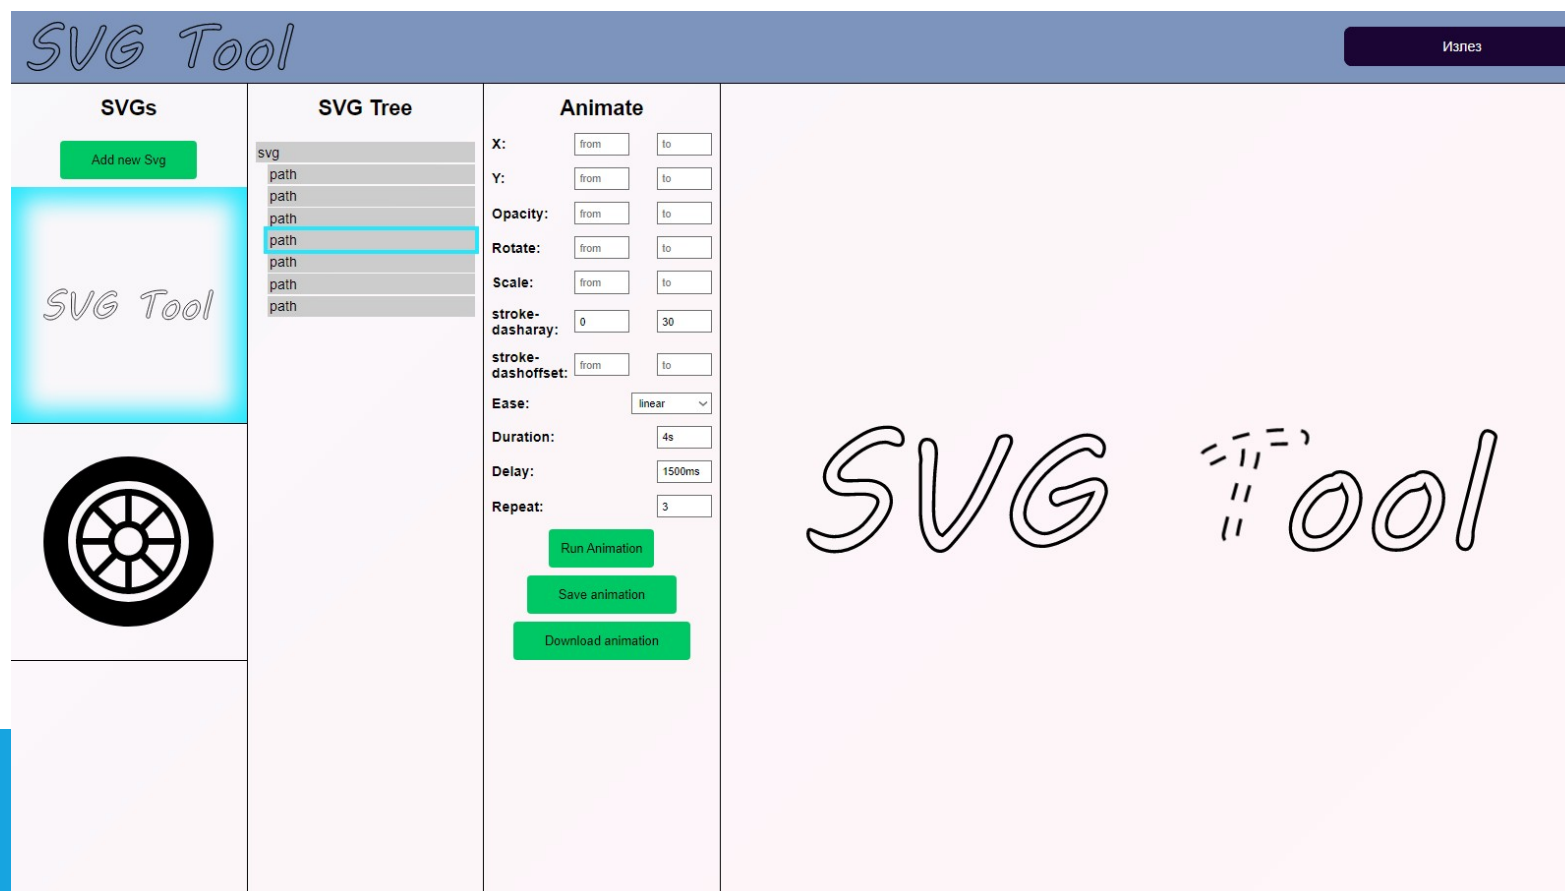 SVG Tool
Излез
SVGs
Add new Svg
SVG Tool
SVG Tree
svg
path
path
path
path
path
path
path
Animate
X: from to
Y: from to
Opacity: from to
Rotate: from to
Scale: from to
stroke-
dasharay: 0 30
stroke-
dashoffset: from to
Ease: linear
Duration: 4s
Delay: 1500ms
Repeat: 3
Run Animation
Save animation
Download animation
SVG Tool